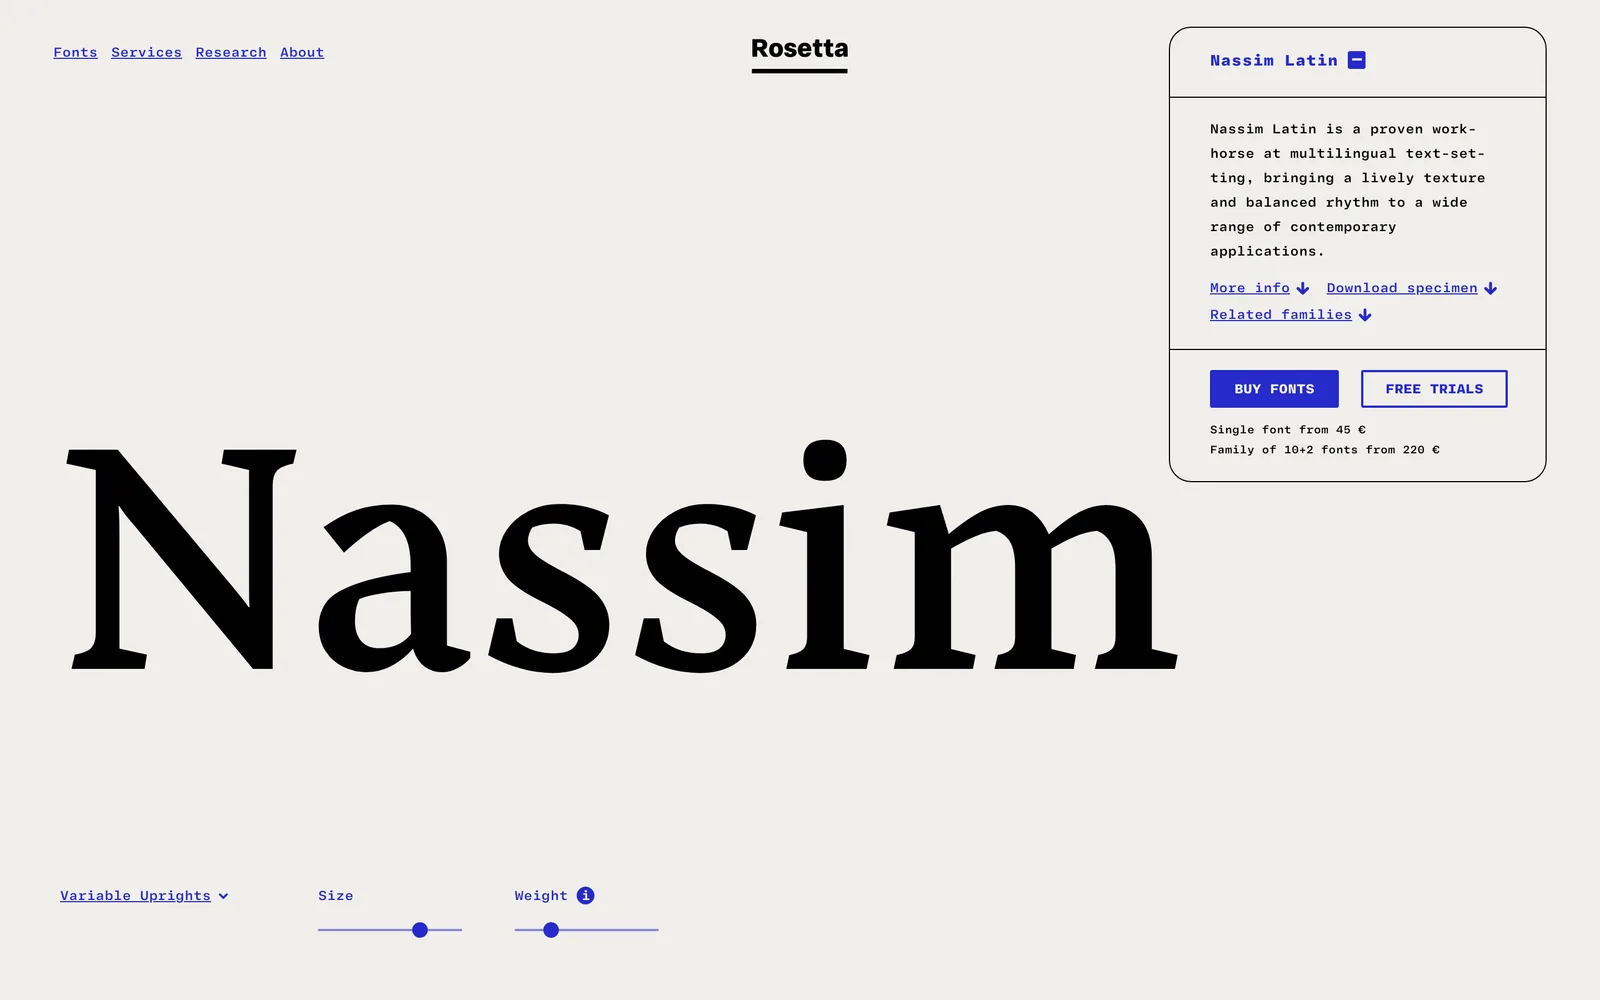 Fonts Services Research About
Rosetta
Nassim Latin
Nassim Latin is a proven work-
horse at multilingual text-set-
ting, bringing a lively texture
and balanced rhythm to a wide
range of contemporary
applications.
More info Download specimen
Related families
BUY FONTS FREE TRIALS
Single font from 45 €
Family of 10+2 fonts from 220 €
Nassim
Variable Uprights Size Weight i